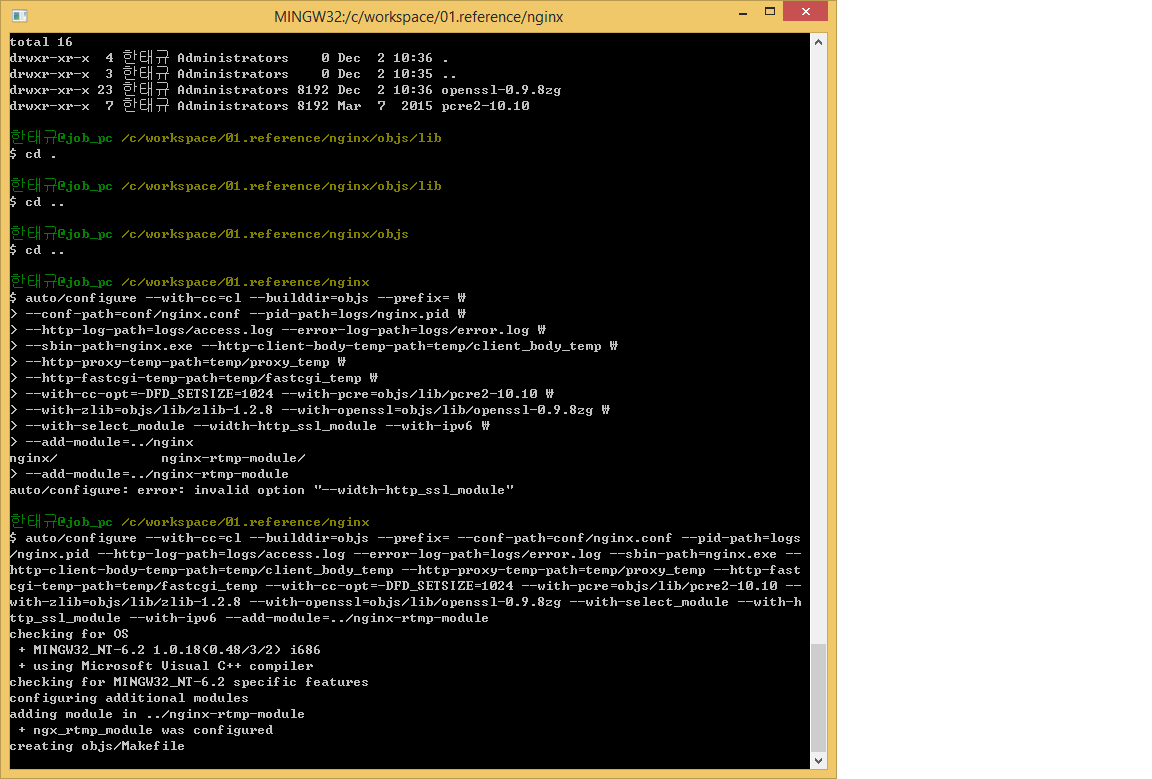 MINGW32:/c/workspace/01.reference/nginx
total 16
drwxr-xr-x  4 한태규 Administrators    0 Dec  2 10:36 .
drwxr-xr-x  3 한태규 Administrators    0 Dec  2 10:35 ..
drwxr-xr-x 23 한태규 Administrators 8192 Dec  2 10:36 openssl-0.9.8zg
drwxr-xr-x  7 한태규 Administrators 8192 Mar  7  2015 pcre2-10.10
한태규@job_pc /c/workspace/01.reference/nginx/objs/lib
$ cd .
한태규@job_pc /c/workspace/01.reference/nginx/objs/lib
$ cd ..
한태규@job_pc /c/workspace/01.reference/nginx/objs
$ cd ..
한태규@job_pc /c/workspace/01.reference/nginx
$ auto/configure --with-cc=cl --builddir=objs --prefix= ₩
> --conf-path=conf/nginx.conf --pid-path=logs/nginx.pid ₩
> --http-log-path=logs/access.log --error-log-path=logs/error.log ₩
> --sbin-path=nginx.exe --http-client-body-temp-path=temp/client_body_temp ₩
> --http-proxy-temp-path=temp/proxy_temp ₩
> --http-fastcgi-temp-path=temp/fastcgi_temp ₩
> --with-cc-opt=-DFD_SETSIZE=1024 --with-pcre=objs/lib/pcre2-10.10 ₩
> --with-zlib=objs/lib/zlib-1.2.8 --with-openssl=objs/lib/openssl-0.9.8zg ₩
> --with-select_module --width-http_ssl_module --with-ipv6 ₩
> --add-module=../nginx
nginx/             nginx-rtmp-module/
> --add-module=../nginx-rtmp-module
auto/configure: error: invalid option "--width-http_ssl_module"
한태규@job_pc /c/workspace/01.reference/nginx
$ auto/configure --with-cc=cl --builddir=objs --prefix= --conf-path=conf/nginx.conf --pid-path=logs
/nginx.pid --http-log-path=logs/access.log --error-log-path=logs/error.log --sbin-path=nginx.exe --
http-client-body-temp-path=temp/client_body_temp --http-proxy-temp-path=temp/proxy_temp --http-fast
cgi-temp-path=temp/fastcgi_temp --with-cc-opt=-DFD_SETSIZE=1024 --with-pcre=objs/lib/pcre2-10.10 --
with-zlib=objs/lib/zlib-1.2.8 --with-openssl=objs/lib/openssl-0.9.8zg --with-select_module --with-h
ttp_ssl_module --with-ipv6 --add-module=../nginx-rtmp-module
checking for OS
 + MINGW32_NT-6.2 1.0.18(0.48/3/2) i686
 + using Microsoft Visual C++ compiler
checking for MINGW32_NT-6.2 specific features
configuring additional modules
adding module in ../nginx-rtmp-module
 + ngx_rtmp_module was configured
creating objs/Makefile